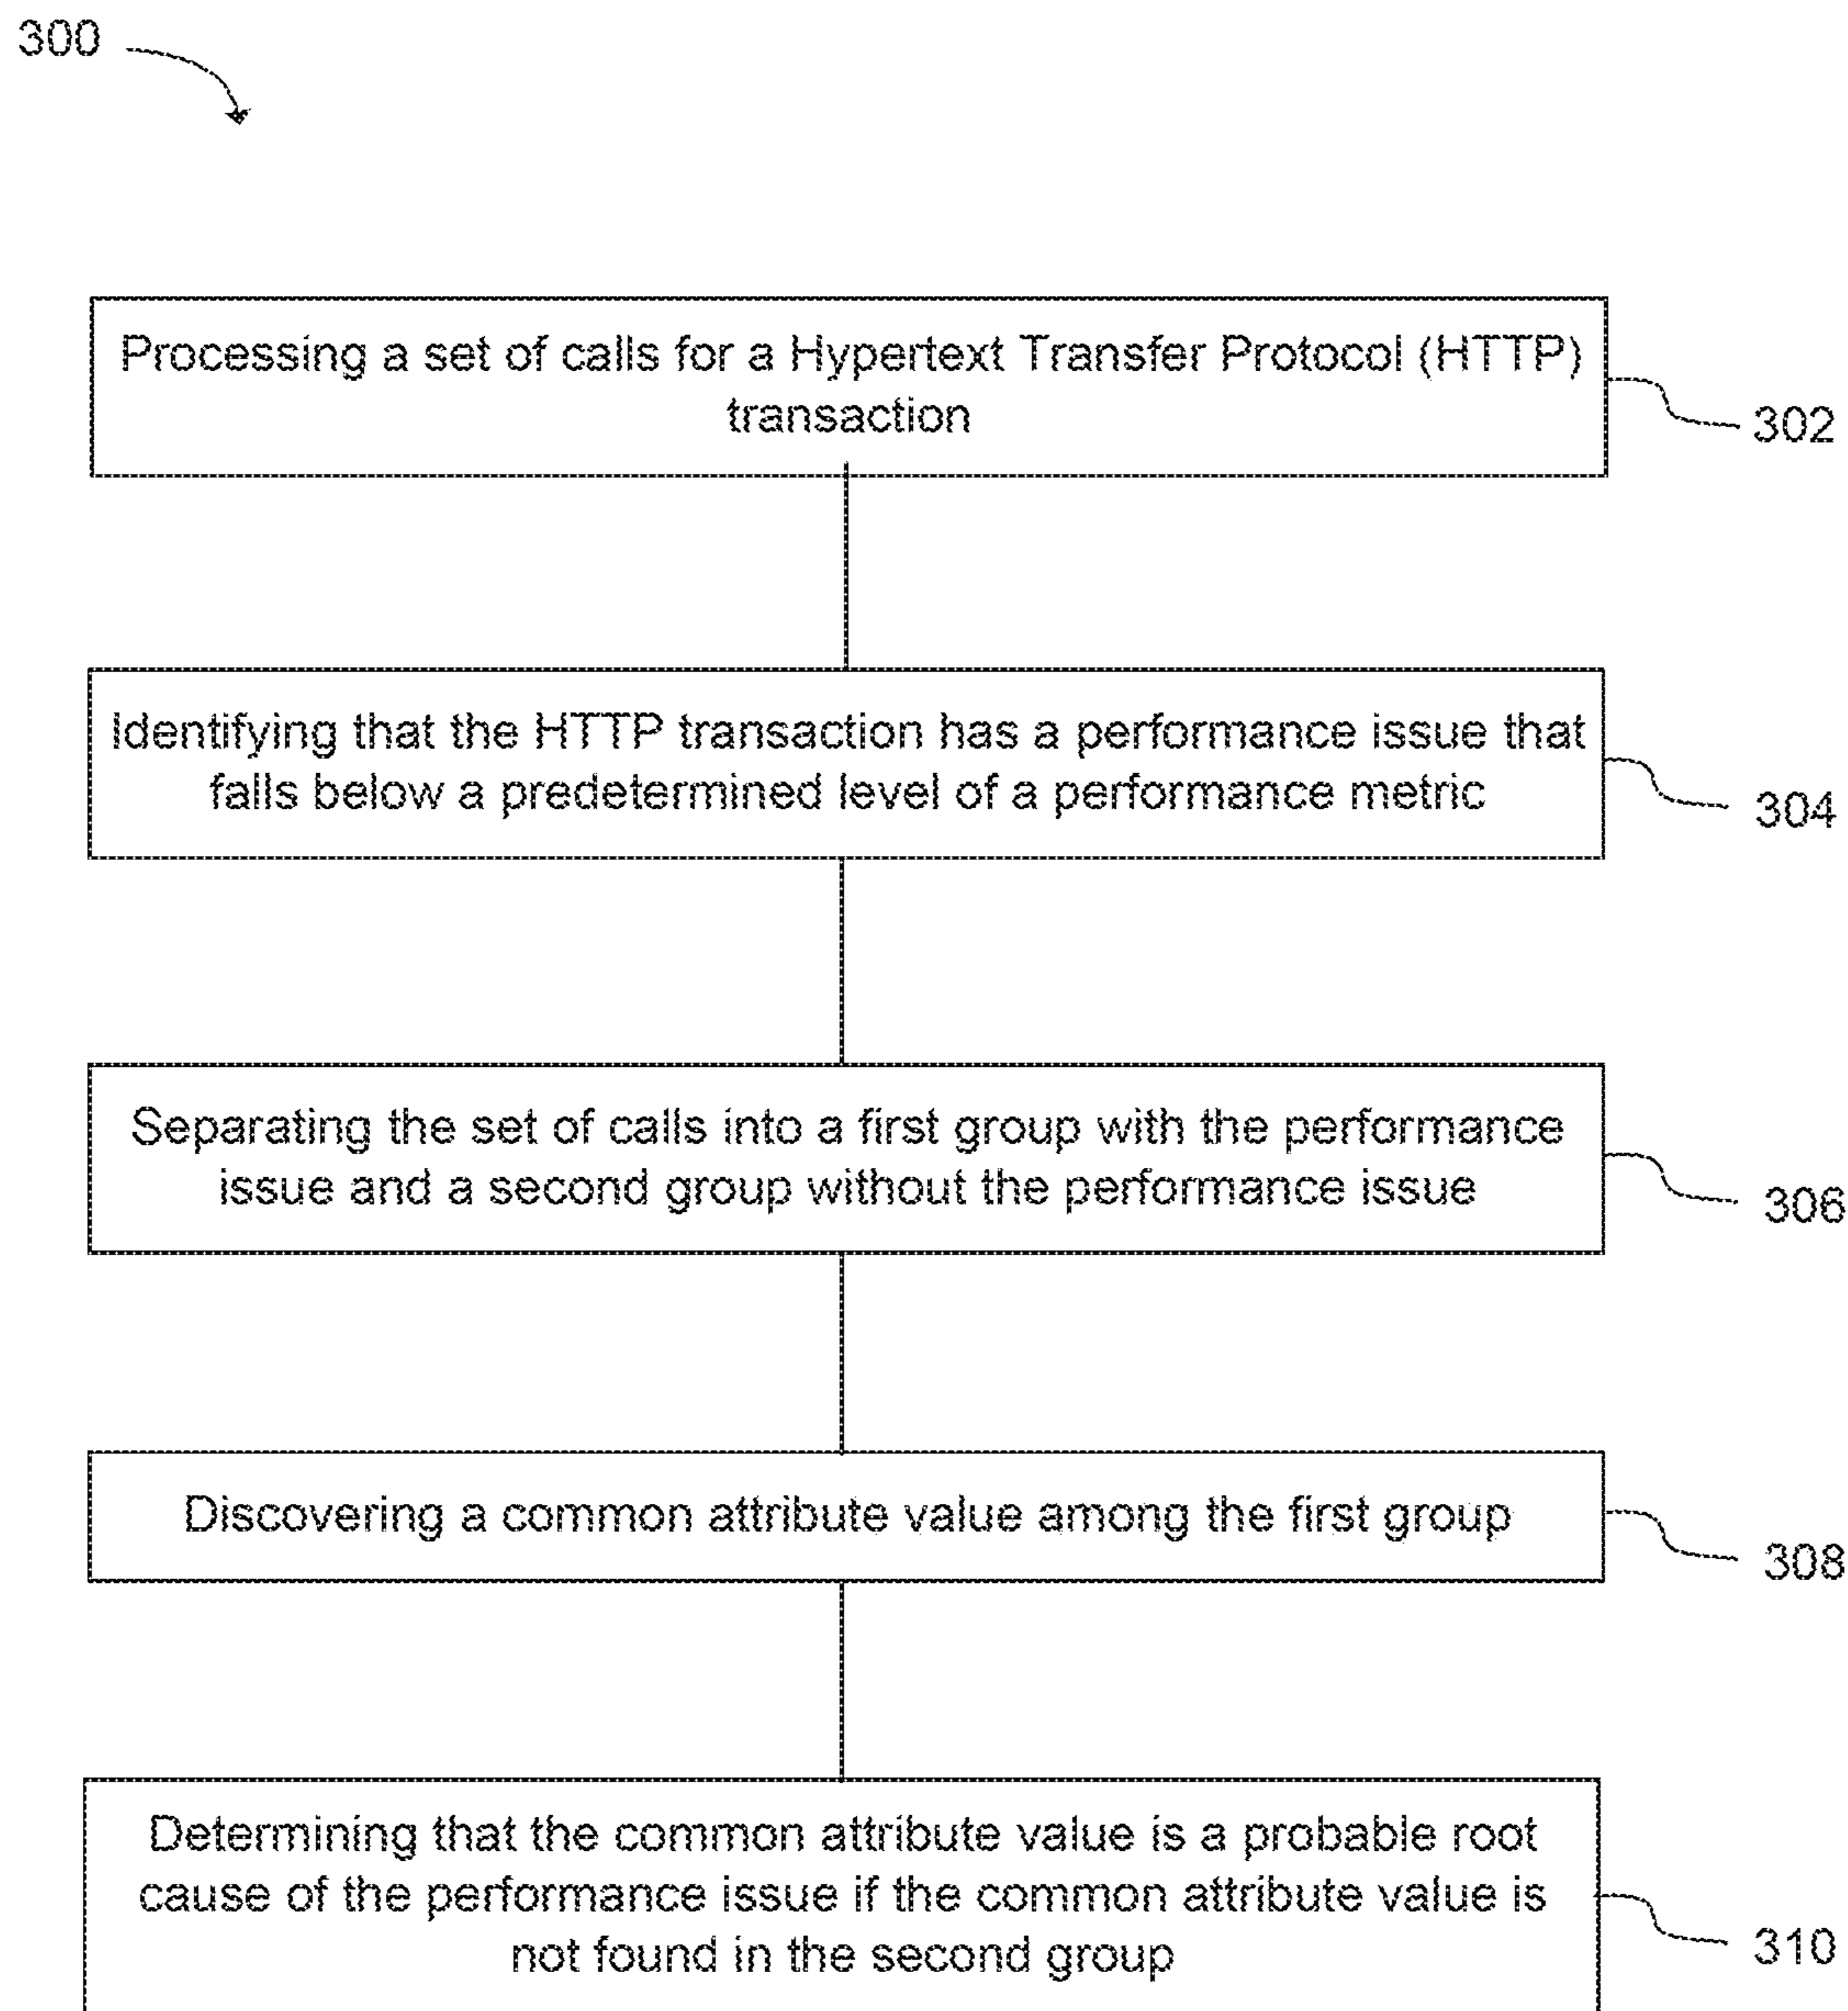 300
Processing a set of calls for a Hypertext Transfer Protocol (HTTP)
transaction
302
Identifying that the HTTP transaction has a performance issue that
falls below a predetermined level of a performance metric
304
Separating the set of calls into a first group with the performance
issue and a second group without the performance issue
306
Discovering a common attribute value among the first group
308
Determining that the common attribute value is a probable root
cause of the performance issue if the common attribute value is
not found in the second group
310